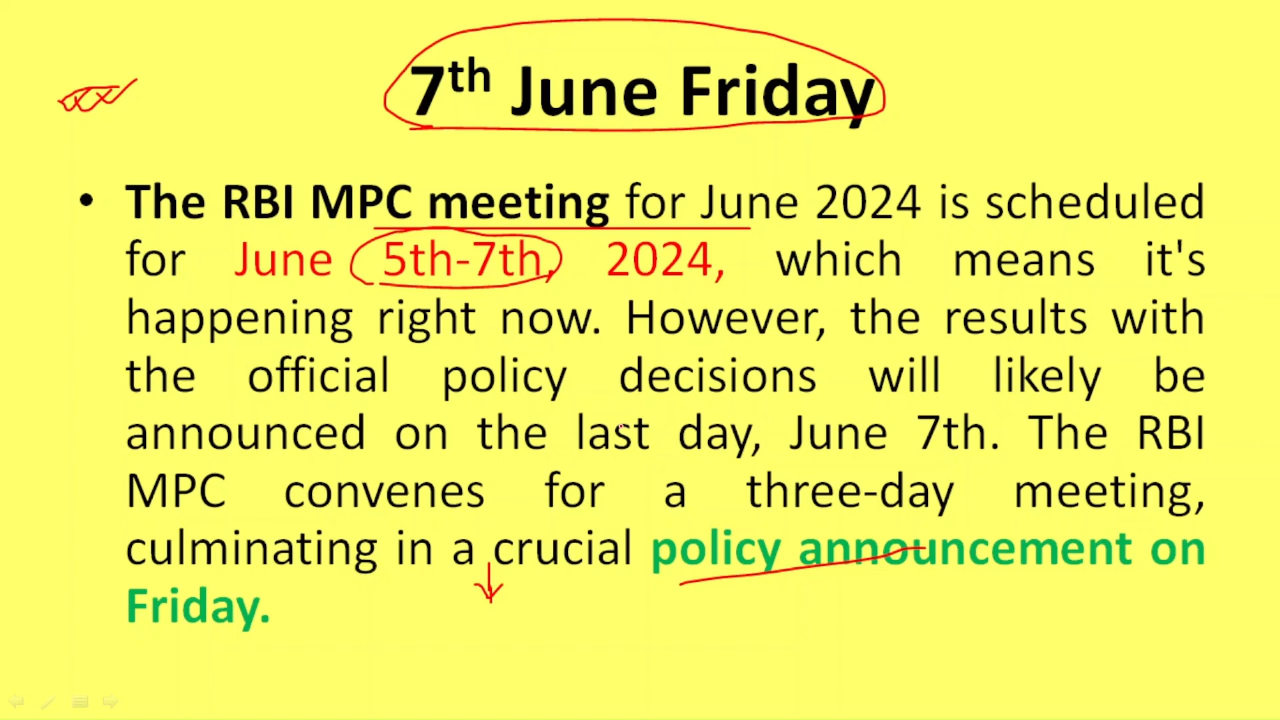 7th June Friday
• The RBI MPC meeting for June 2024 is scheduled
for June 5th-7th, 2024, which means it's
happening right now. However, the results with
the official policy decisions will likely be
announced on the last day, June 7th. The RBI
MPC convenes for a three-day meeting,
culminating in a crucial policy announcement on
Friday.